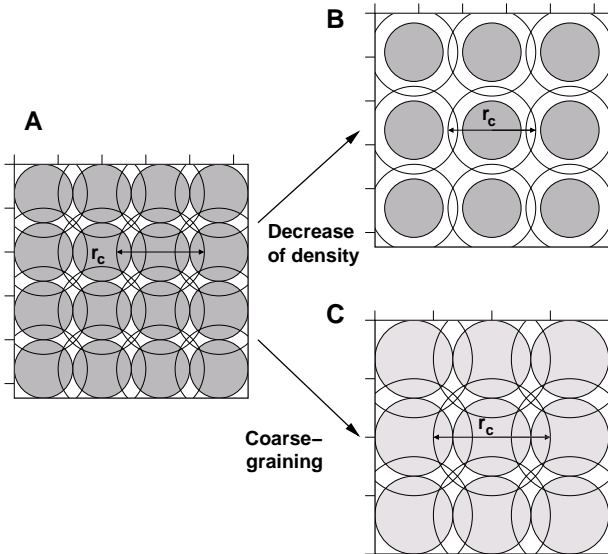 B
r_c
A
Decrease
of density
r_c
C
Coarse–
graining
r_c